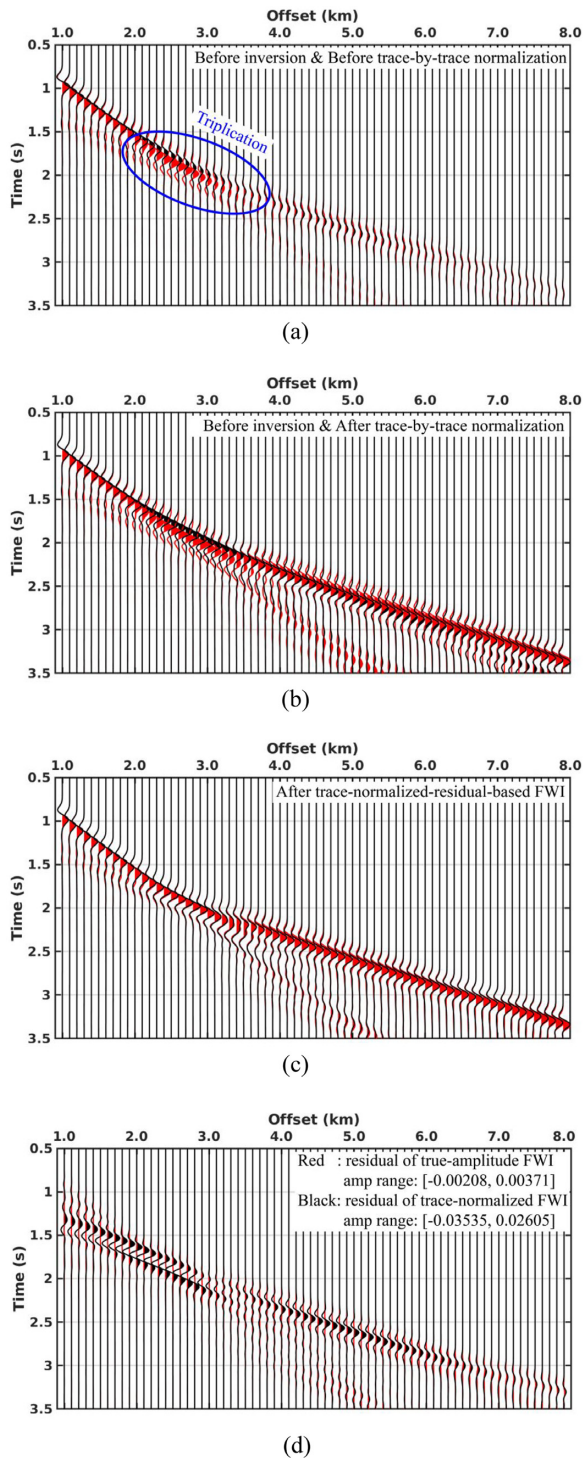 Offset (km)
1.0 2.0 3.0 4.0 5.0 6.0 7.0 8.0
0.5
Before inversion & Before trace-by-trace normalization
1
Triplication
1.5
Time (s)
2
2.5
3
3.5
(a)
Offset (km)
1.0 2.0 3.0 4.0 5.0 6.0 7.0 8.0
0.5
Before inversion & After trace-by-trace normalization
1
1.5
Time (s)
2
2.5
3
3.5
(b)
Offset (km)
1.0 2.0 3.0 4.0 5.0 6.0 7.0 8.0
0.5
After trace-normalized-residual-based FWI
1
1.5
Time (s)
2
2.5
3
3.5
(c)
Offset (km)
1.0 2.0 3.0 4.0 5.0 6.0 7.0 8.0
0.5
Red : residual of true-amplitude FWI
amp range: [-0.00208, 0.00371]
1
Black: residual of trace-normalized FWI
amp range: [-0.03535, 0.02605]
1.5
Time (s)
2
2.5
3
3.5
(d)